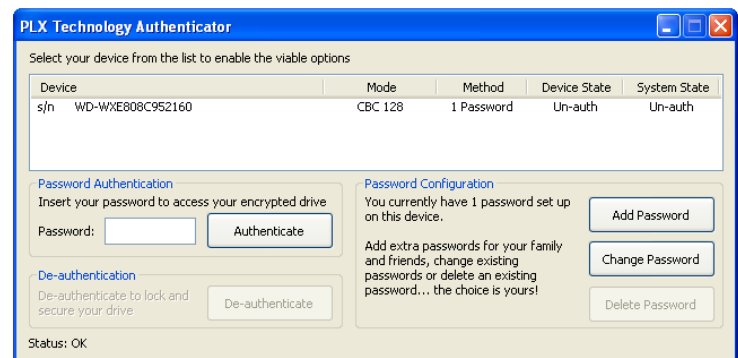 PLX Technology Authenticator
Select your device from the list to enable the viable options
Device Mode Method Device State System State
s/n WD-WXE808C952160 CBC 128 1 Password Un-auth Un-auth
Password Authentication
Insert your password to access your encrypted drive
Password:
Authenticate
De-authentication
De-authenticate to lock and
secure your drive
De-authenticate
Password Configuration
You currently have 1 password set up
on this device.
Add extra passwords for your family
and friends, change existing
passwords or delete an existing
password... the choice is yours!
Add Password
Change Password
Delete Password
Status: OK